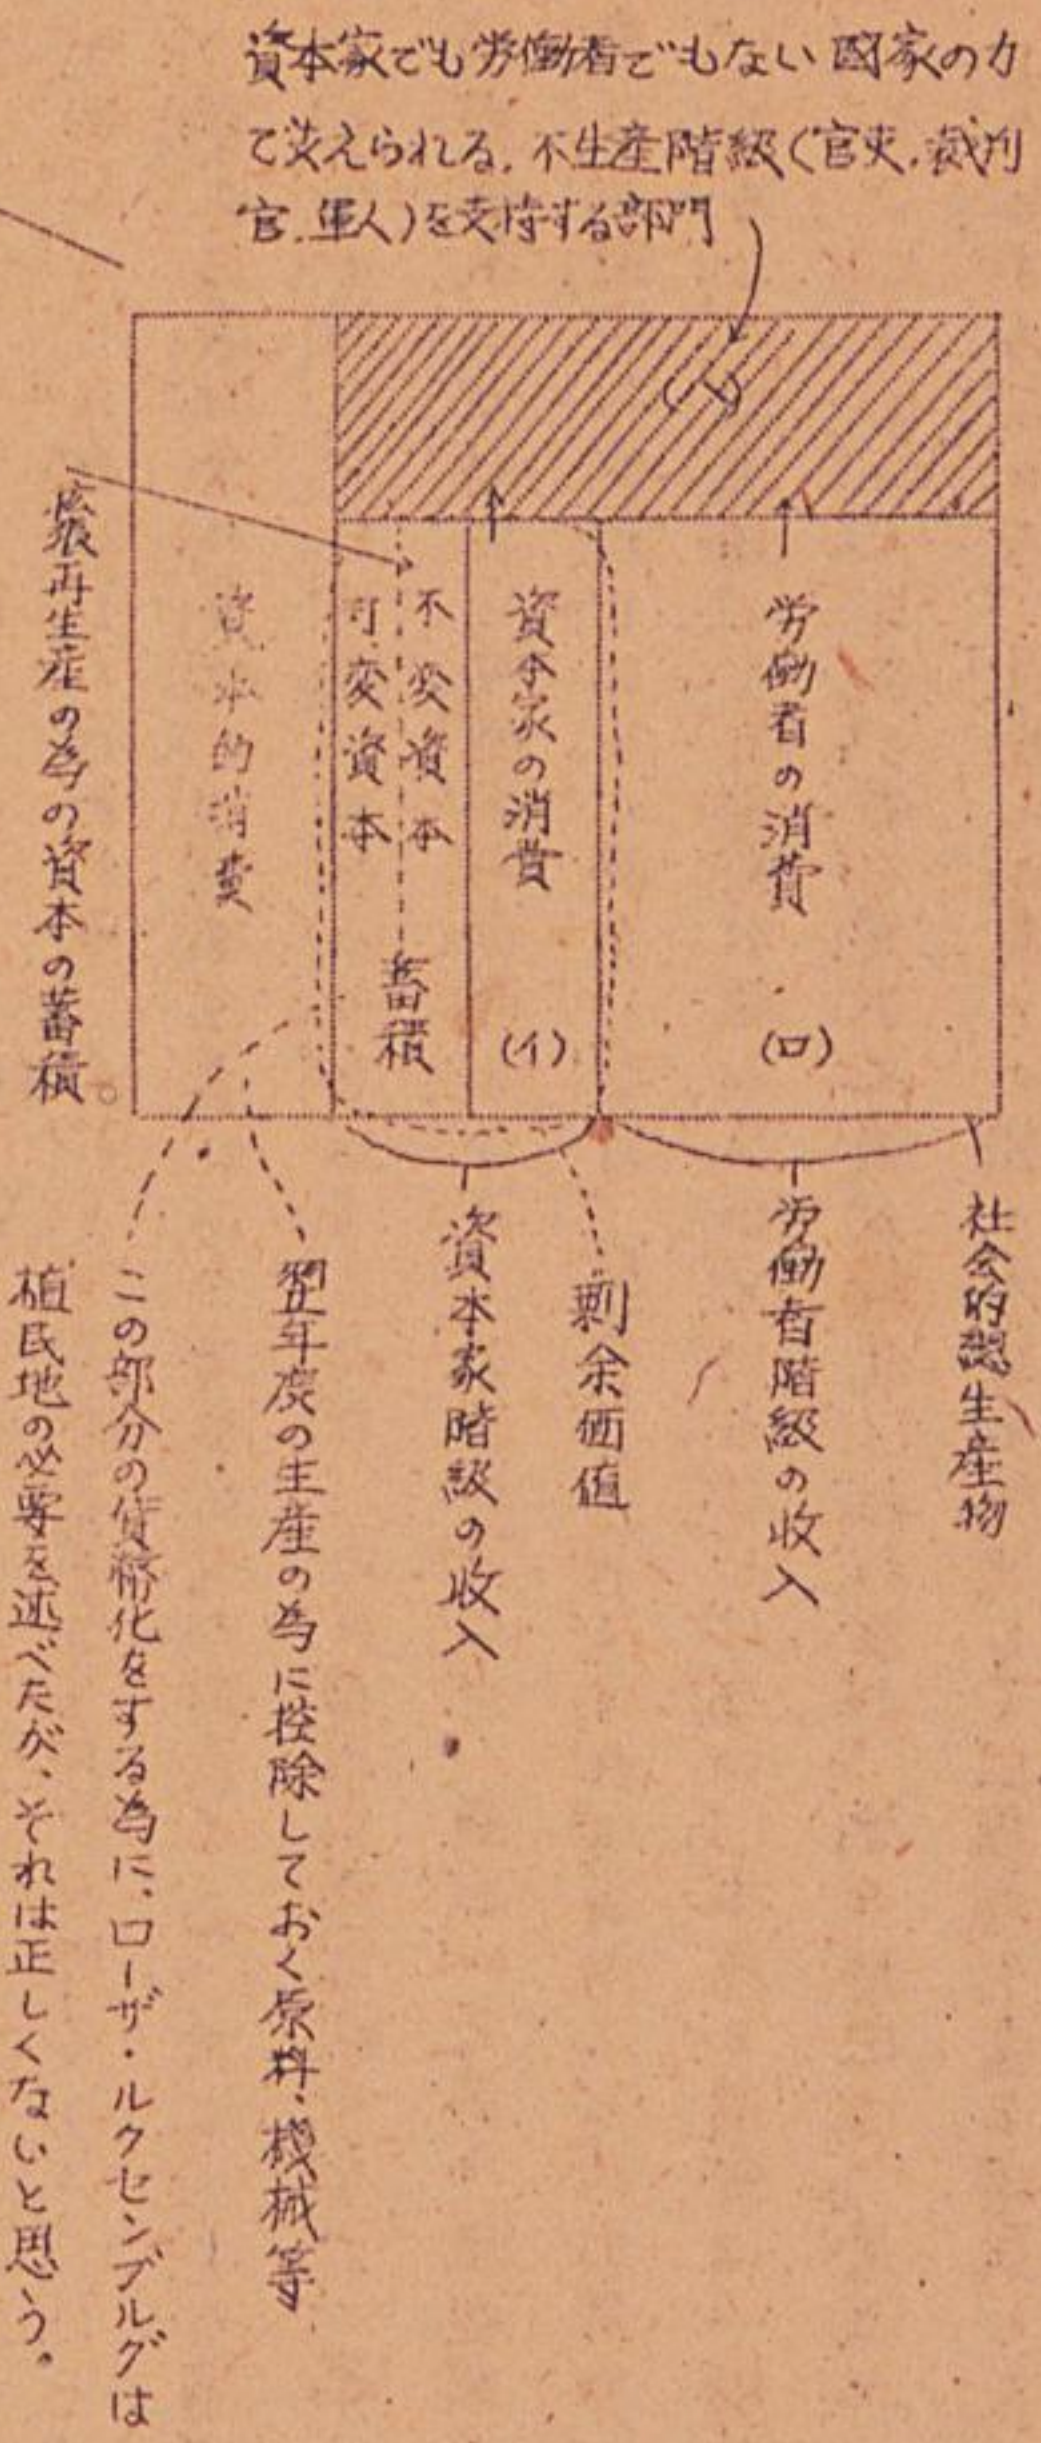 資本家でも労働者でもない国家の力
で支えられる、不生産階級(官吏、裁判
官、軍人)を支持する部門
(ハ)
労働者の消費
(ロ)
資本家の消費
(イ)
不変資本
可変資本
蓄積
資本的消費
拡張再生産の為の資本の蓄積。
社会的総生産物
労働者階級の收入
剰余価値
資本家階級の收入
翌年度の生産の為に控除しておく原料、機械等
この部分の貨幣化をする為に、ローザ・ルクセンブルグは
植民地の必要を述べたが、それは正しくないと思う。